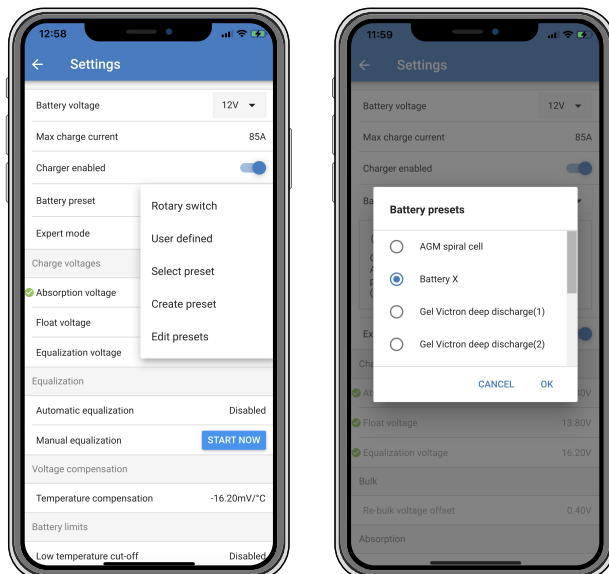 12:58
Settings
Battery voltage 12V
Max charge current 85A
Charger enabled
Battery preset
Expert mode
Rotary switch
User defined
Select preset
Create preset
Edit presets
Charge voltages
Absorption voltage
Float voltage
Equalization voltage
Equalization
Automatic equalization Disabled
Manual equalization START NOW
Voltage compensation
Temperature compensation -16.20mV/°C
Battery limits
Low temperature cut-off Disabled
11:59
Settings
Battery voltage 12V
Max charge current 85A
Charger enabled
Ba
Battery presets
AGM spiral cell
Battery X
Gel Victron deep discharge(1)
Gel Victron deep discharge(2)
CANCEL OK
Ex
Cha
Ab 0V
Float voltage 13.80V
Equalization voltage 16.20V
Bulk
Re-bulk voltage offset 0.40V
Absorption